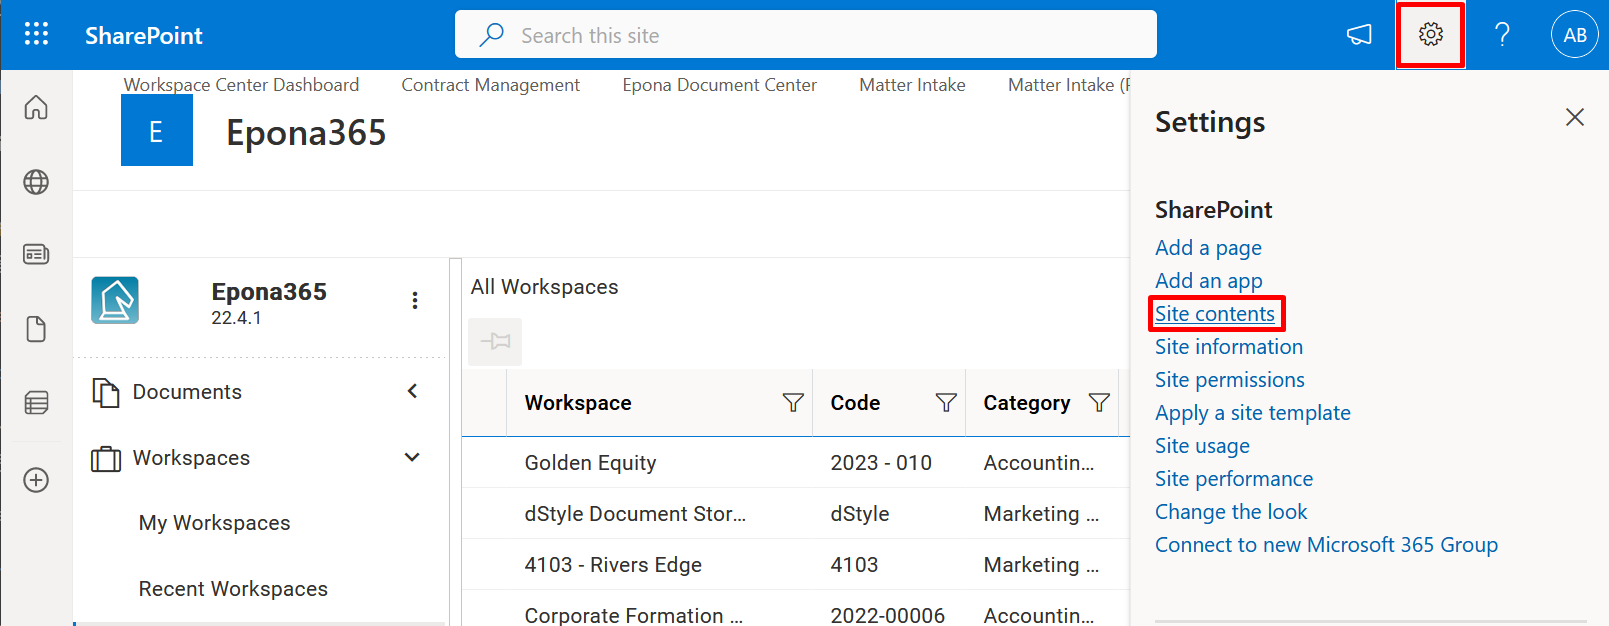 SharePoint
Search this site
?
AB
Workspace Center Dashboard Contract Management Epona Document Center Matter Intake Matter Intake (
E
Epona365
Settings
SharePoint
Add a page
Add an app
Site contents
Site information
Site permissions
Apply a site template
Site usage
Site performance
Change the look
Connect to new Microsoft 365 Group
Epona365
22.4.1
Documents
Workspaces
My Workspaces
Recent Workspaces
All Workspaces
Workspace Code Category
Golden Equity 2023 - 010 Accountin...
dStyle Document Stor... dStyle Marketing ...
4103 - Rivers Edge 4103 Marketing ...
Corporate Formation ... 2022-00006 Accountin...